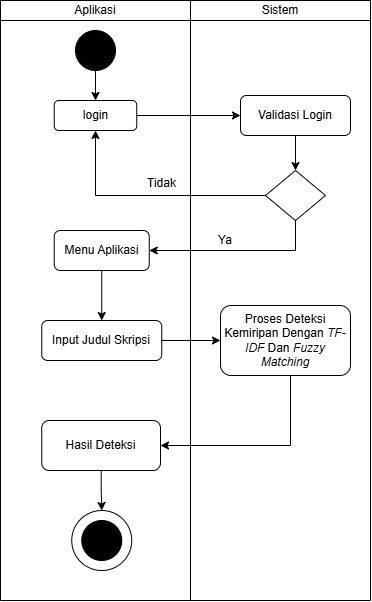 Aplikasi
Sistem
login
Validasi Login
Tidak
Ya
Menu Aplikasi
Input Judul Skripsi
Proses Deteksi
Kemiripan Dengan TF-
IDF Dan Fuzzy
Matching
Hasil Deteksi